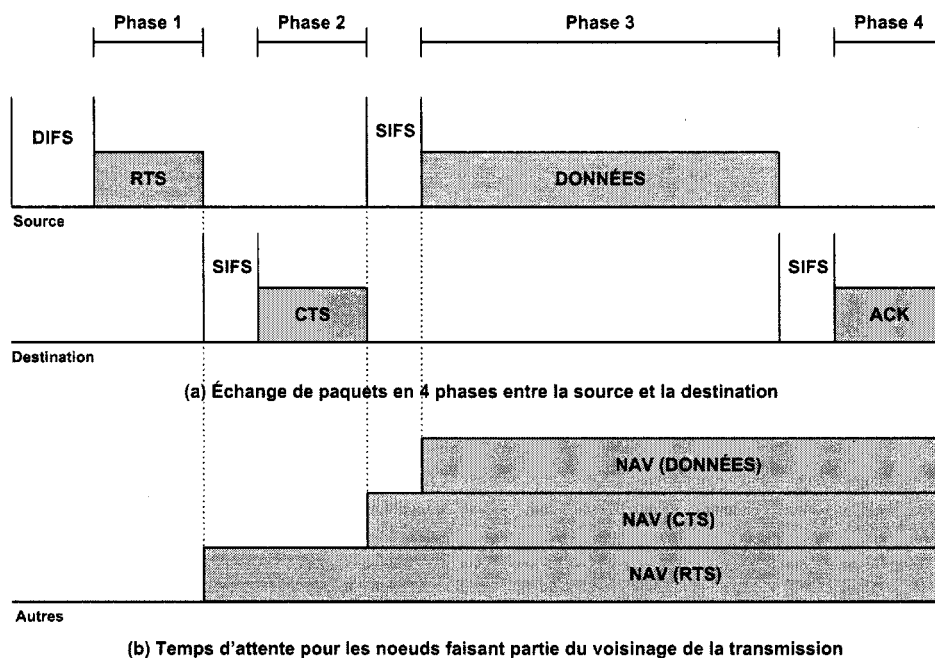 Phase 1 Phase 2 Phase 3 Phase 4
DIFS
SIFS
RTS
DONNÉES
Source
SIFS
SIFS
CTS
ACK
Destination
(a) Échange de paquets en 4 phases entre la source et la destination
NAV (DONNÉES)
NAV (CTS)
NAV (RTS)
Autres
(b) Temps d'attente pour les noeuds faisant partie du voisinage de la transmission